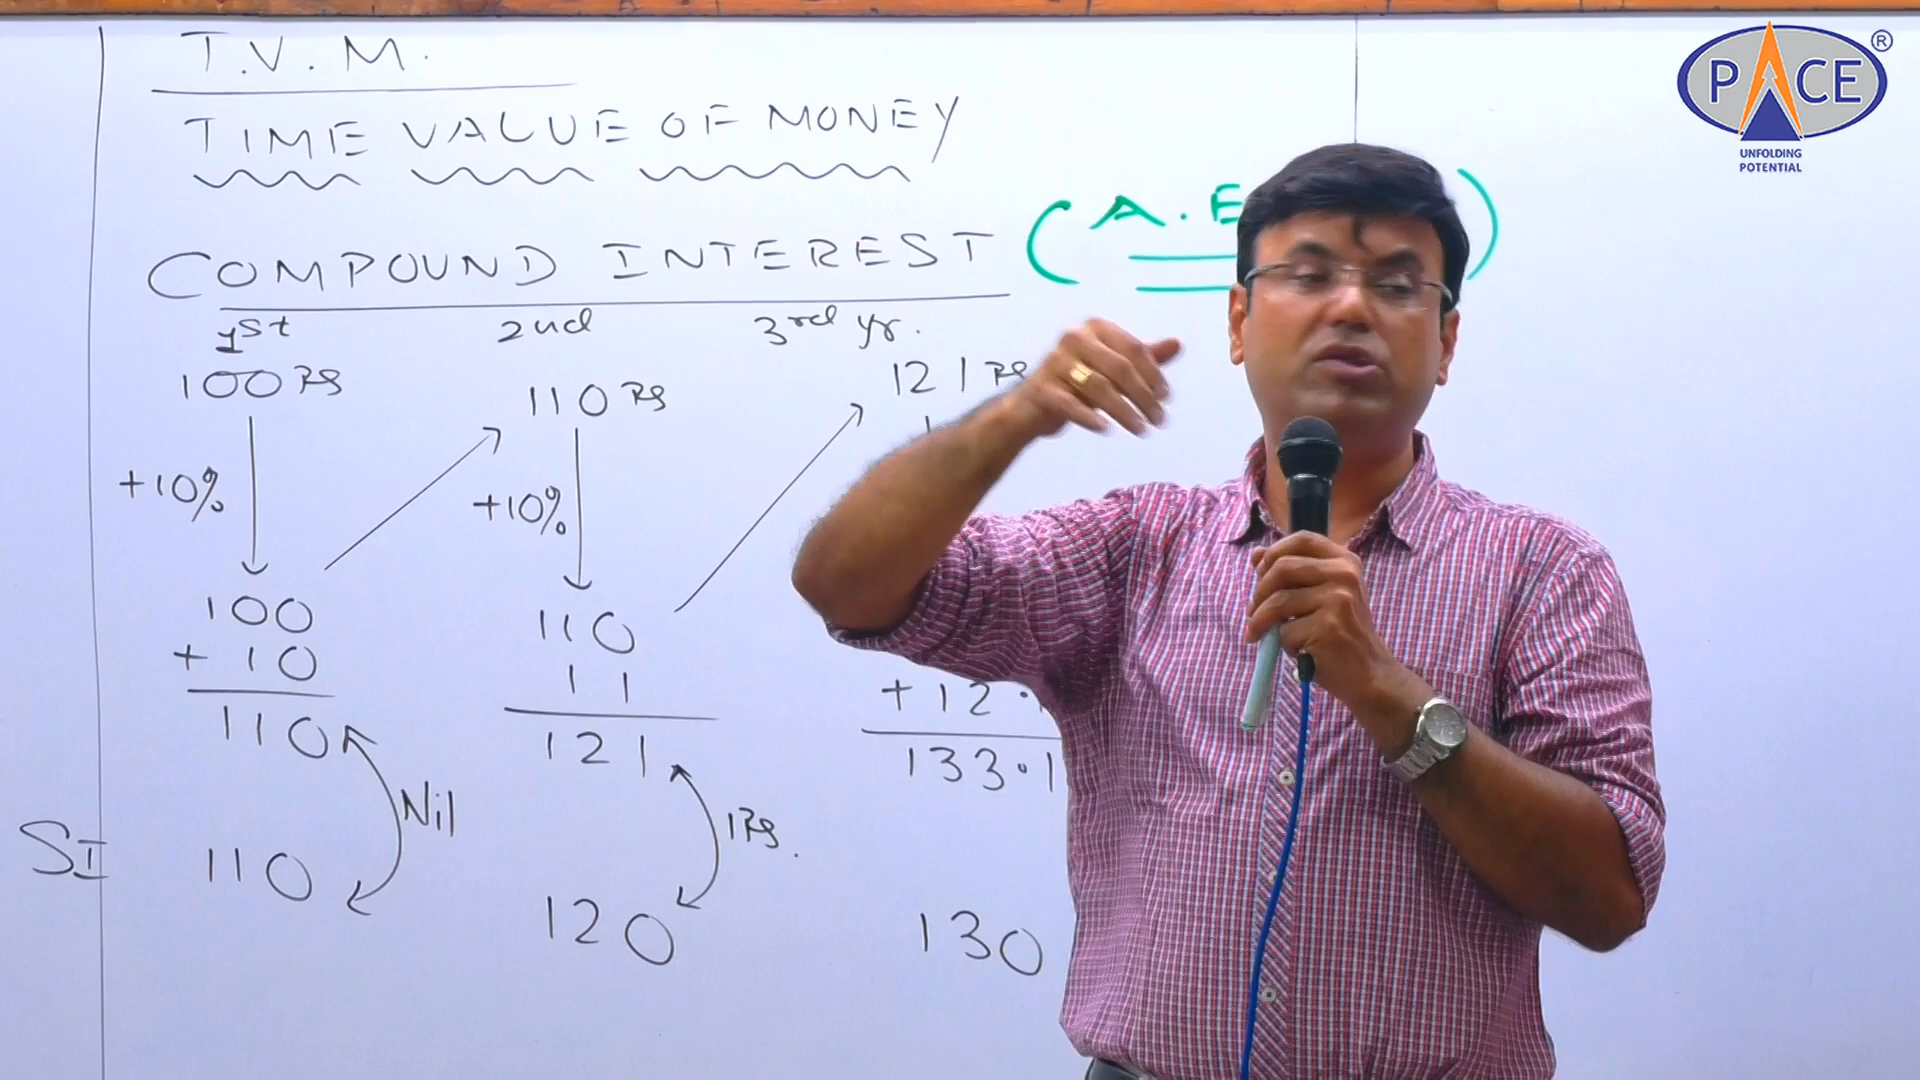 T.V.M.
TIME VALUE OF MONEY
COMPOUND INTEREST (A.E
1st 2nd 3rd yr.
100 Rs 110 Rs 121 Rs
+10% +10%
100 110
+ 10 11 + 12.
110 121 133.1
Nil 1Rs.
SI 110 120 130
PACE ®
UNFOLDING
POTENTIAL